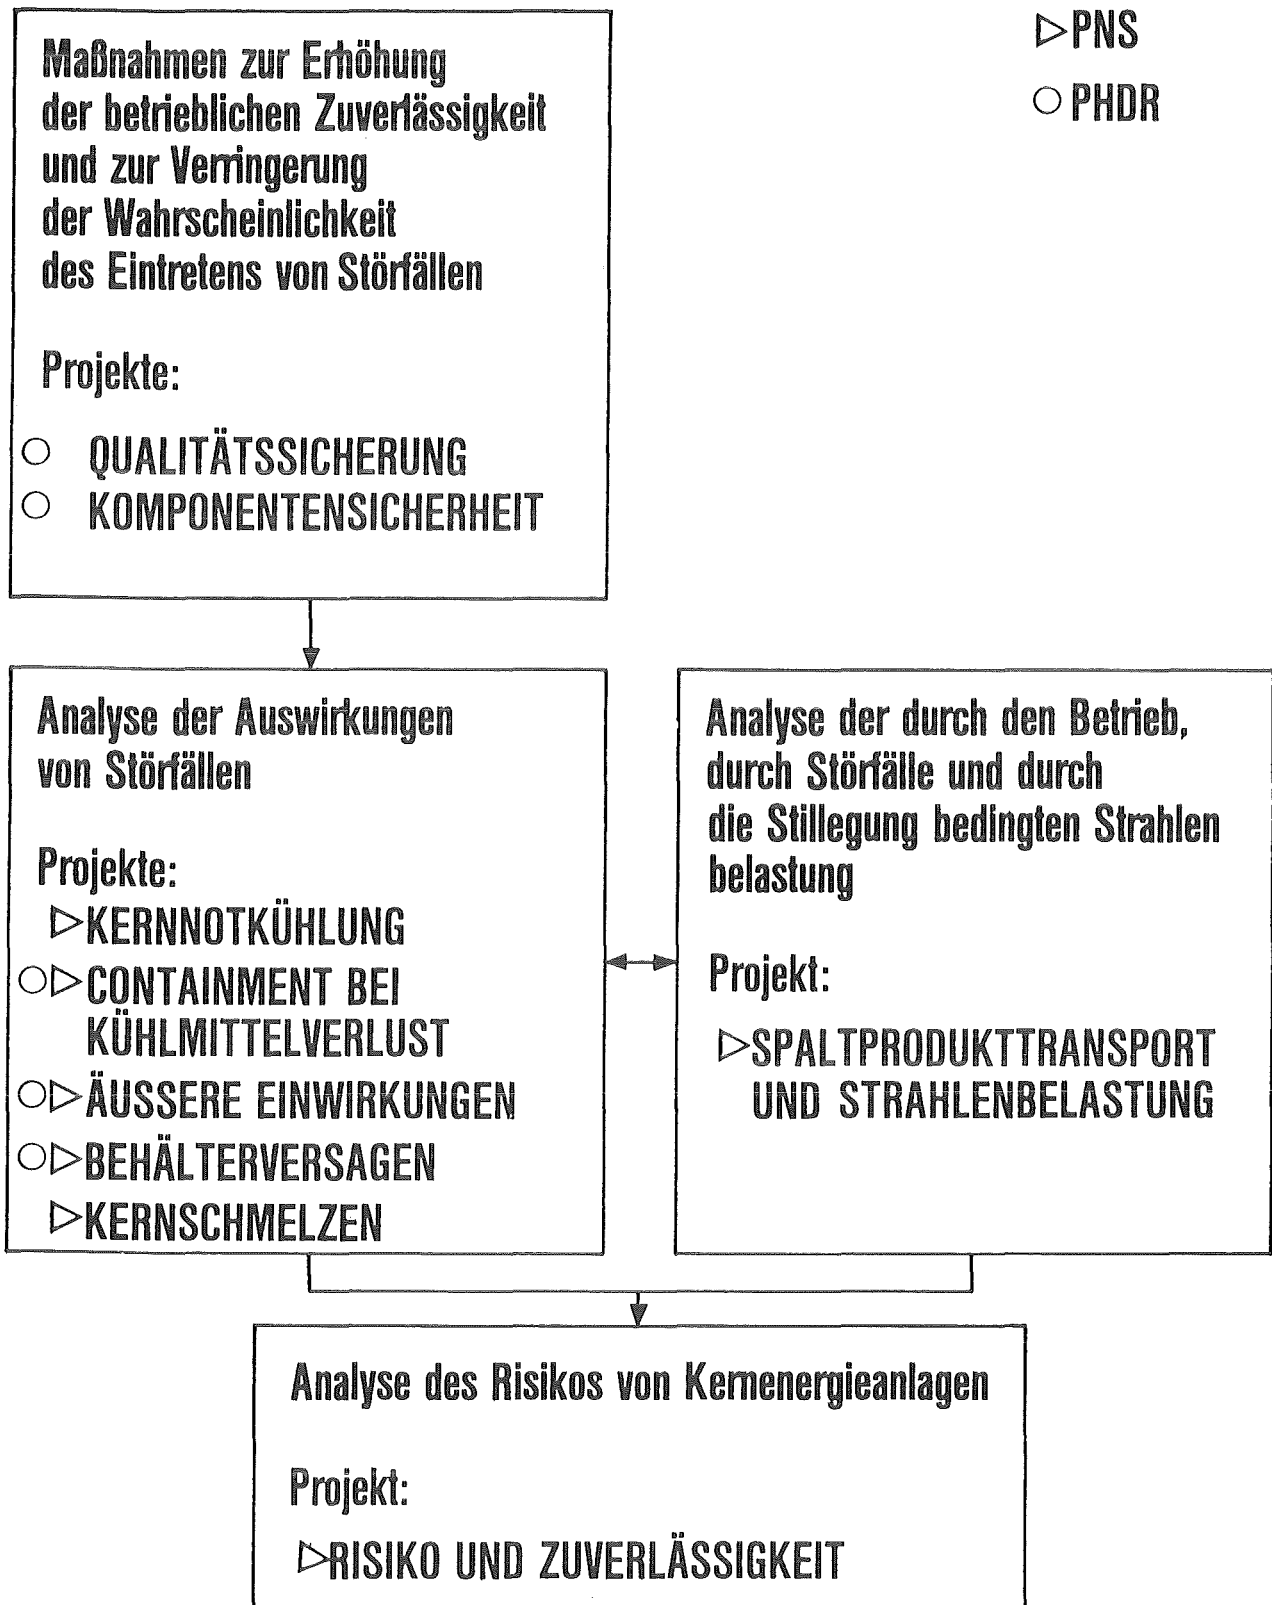 ▷PNS
○ PHDR
Maßnahmen zur Erhöhung
der betrieblichen Zuverlässigkeit
und zur Verringerung
der Wahrscheinlichkeit
des Eintretens von Störfällen
Projekte:
○ QUALITÄTSSICHERUNG
○ KOMPONENTENSICHERHEIT
Analyse der Auswirkungen
von Störfällen
Projekte:
▷KERNNOTKÜHLUNG
○▷CONTAINMENT BEI
KÜHLMITTELVERLUST
○▷ÄUSSERE EINWIRKUNGEN
○▷BEHÄLTERVERSAGEN
▷KERNSCHMELZEN
Analyse der durch den Betrieb,
durch Störfälle und durch
die Stillegung bedingten Strahlen
belastung
Projekt:
▷SPALTPRODUKTTRANSPORT
UND STRAHLENBELASTUNG
Analyse des Risikos von Kernenergieanlagen
Projekt:
▷RISIKO UND ZUVERLÄSSIGKEIT